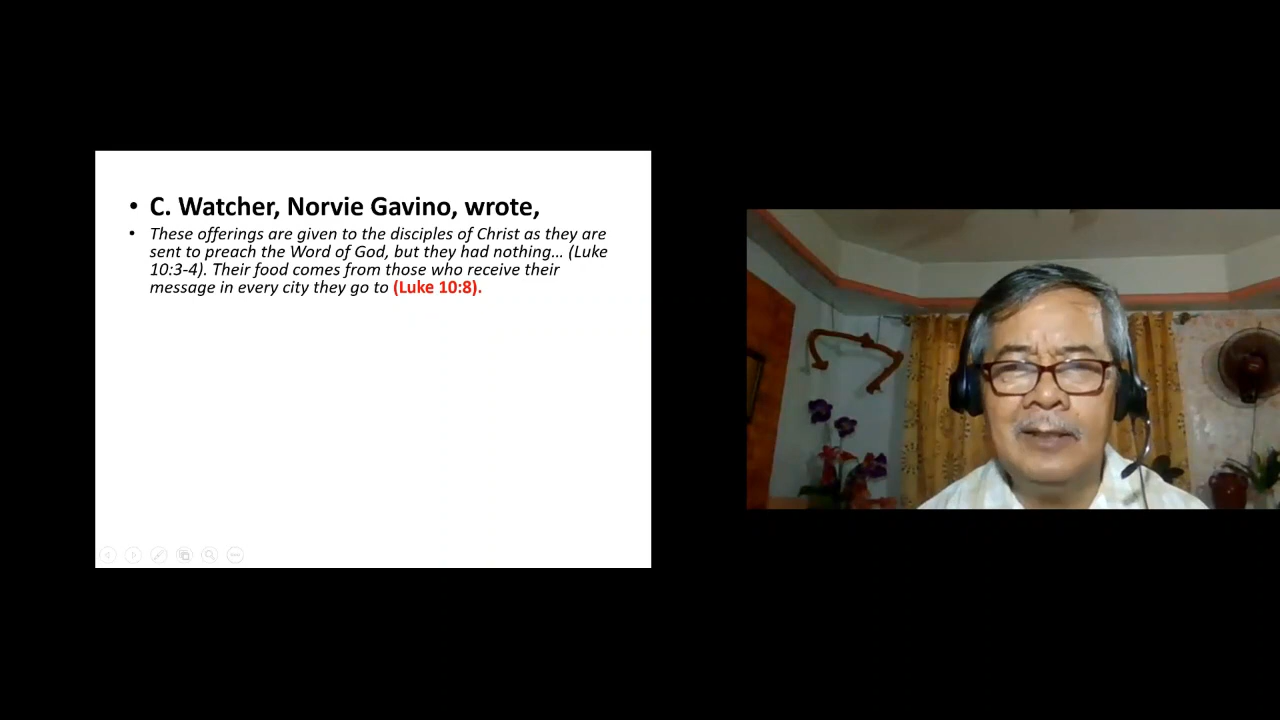 • C. Watcher, Norvie Gavino, wrote,
• These offerings are given to the disciples of Christ as they are
sent to preach the Word of God, but they had nothing... (Luke
10:3-4). Their food comes from those who receive their
message in every city they go to (Luke 10:8).